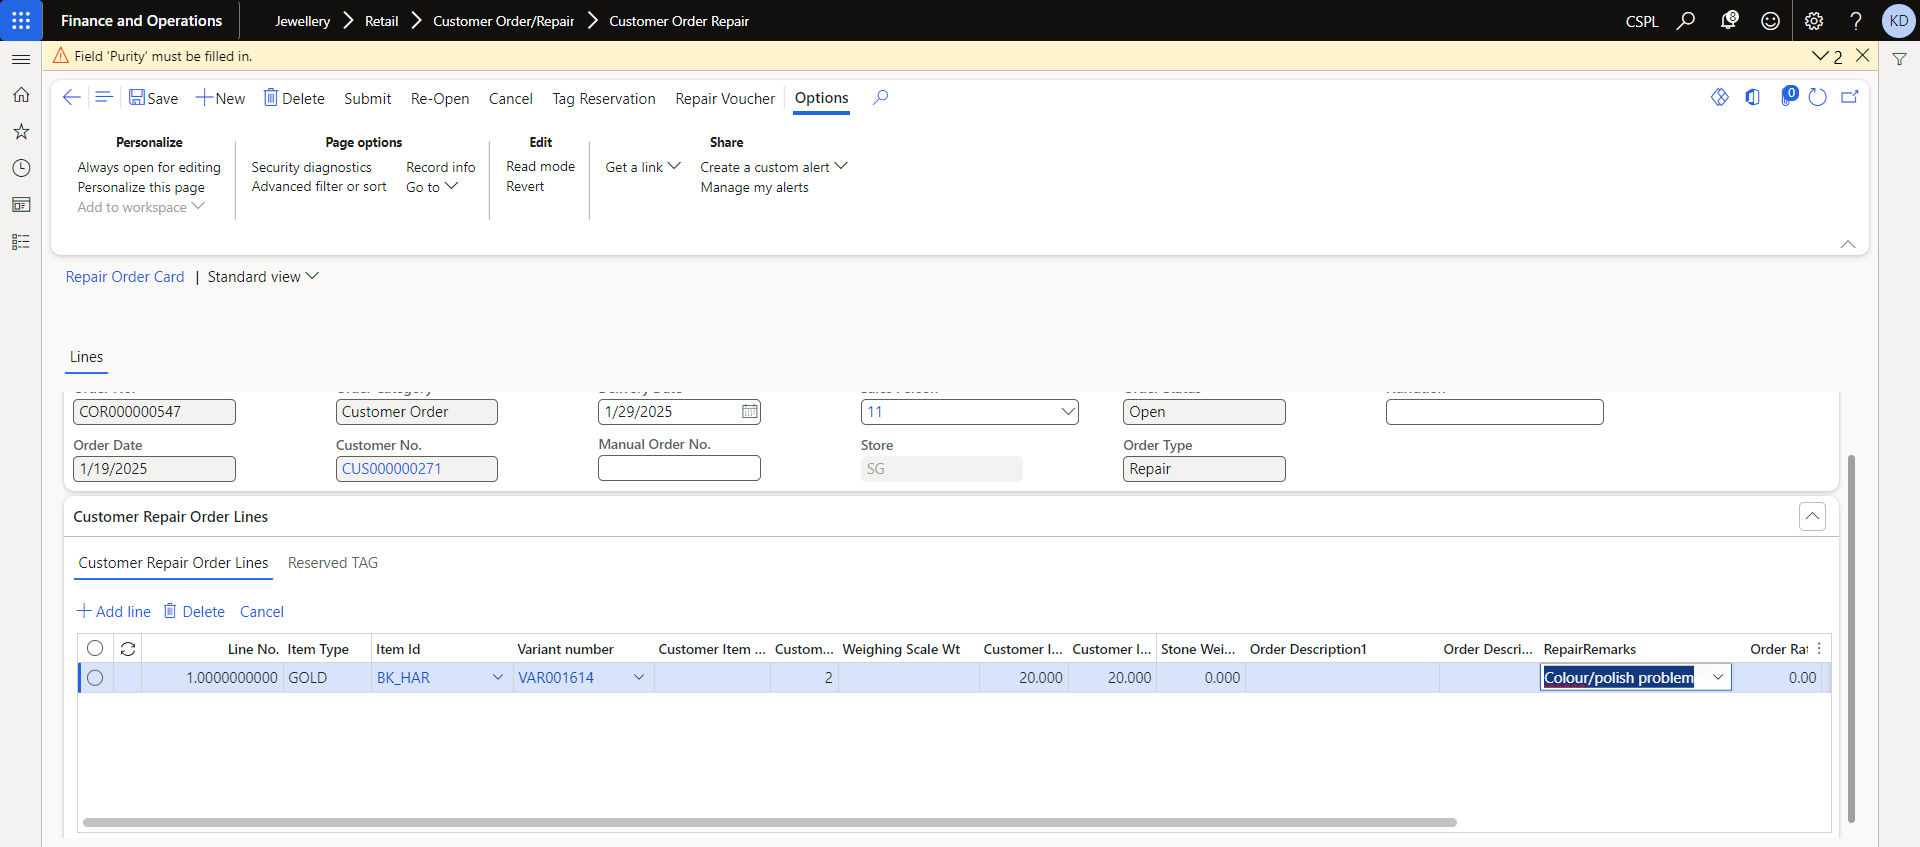 Finance and Operations
Jewellery
Retail
Customer Order/Repair
Customer Order Repair
CSPL
8
KD
Field 'Purity' must be filled in.
2
Save
New
Delete
Submit
Re-Open
Cancel
Tag Reservation
Repair Voucher
Options
0
Personalize
Always open for editing
Personalize this page
Add to workspace
Page options
Security diagnostics
Advanced filter or sort
Record info
Go to
Edit
Read mode
Revert
Share
Get a link
Create a custom alert
Manage my alerts
Repair Order Card | Standard view
Lines
COR000000547
Customer Order
1/29/2025
11
Open
Order Date
Customer No.
Manual Order No.
Store
Order Type
1/19/2025
CUS000000271
SG
Repair
Customer Repair Order Lines
Customer Repair Order Lines
Reserved TAG
Add line
Delete
Cancel
Line No. Item Type Item Id Variant number Customer Item ... Custom... Weighing Scale Wt Customer I... Customer I... Stone Wei... Order Description1 Order Descri... RepairRemarks Order Rat
1.0000000000 GOLD BK_HAR VAR001614 2 20.000 20.000 0.000 Colour/polish problem 0.00